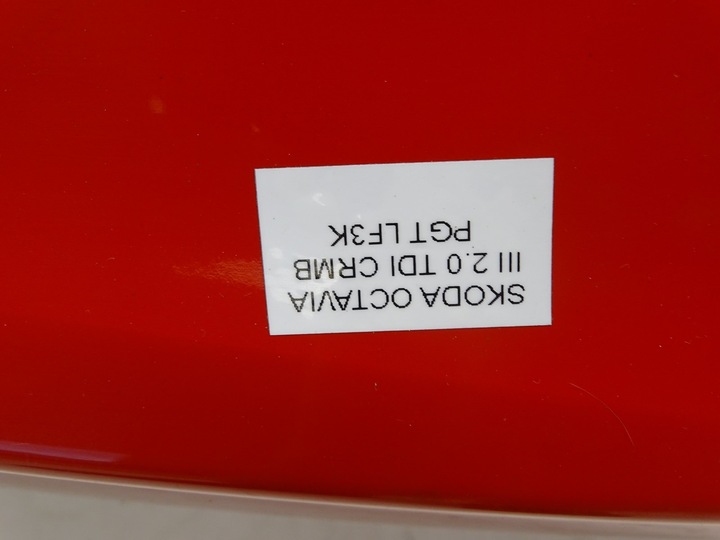 SKODA OCTAVIA
III 2.0 TDI CRMB
PGT LF3K